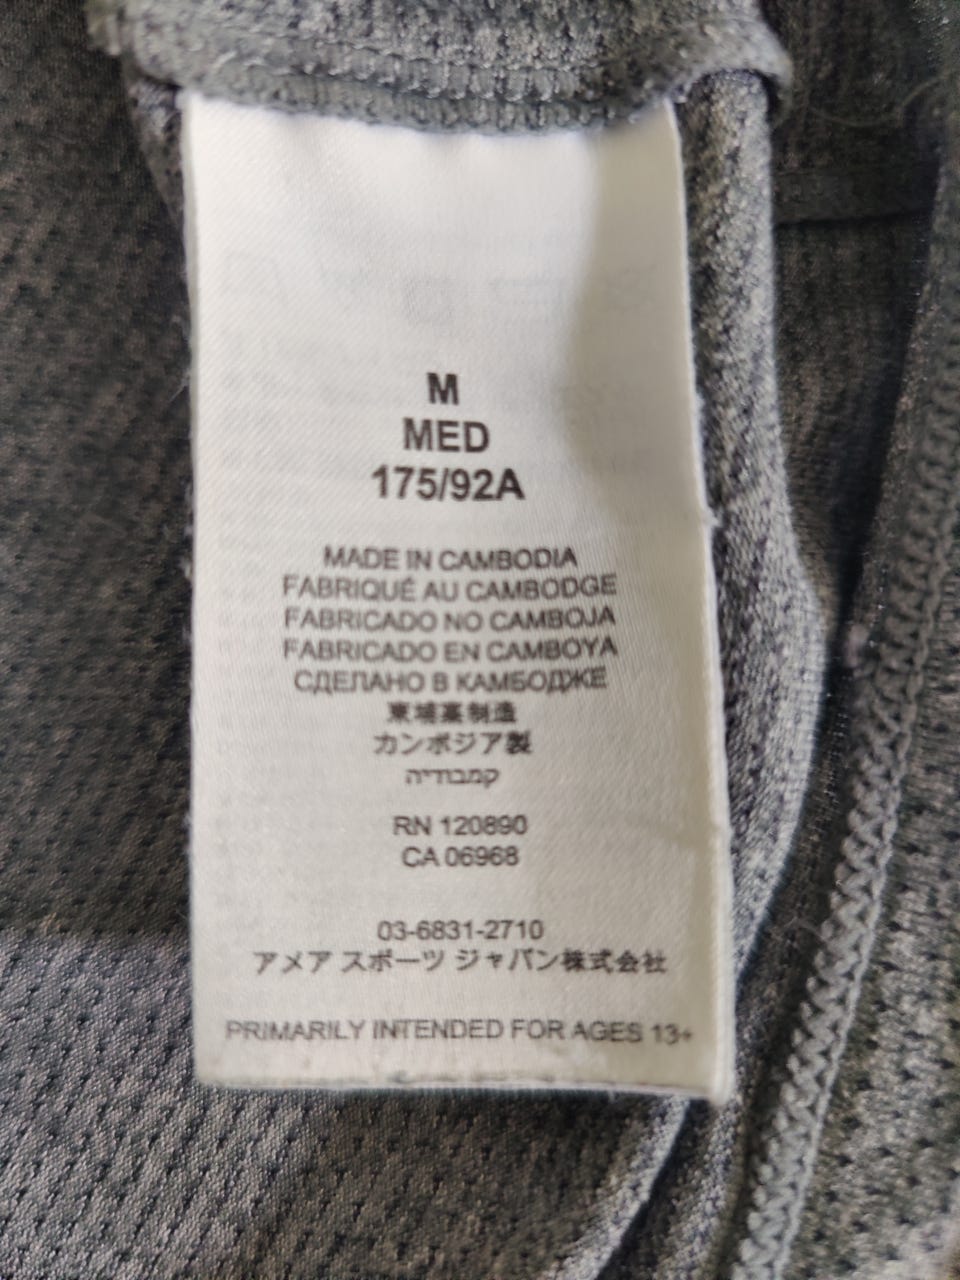 M
MED
175/92A
MADE IN CAMBODIA
FABRIQUÉ AU CAMBODGE
FABRICADO NO CAMBOJA
FABRICADO EN CAMBOYA
СДЕЛАНО В КАМБОДЖЕ
柬埔寨制造
カンボジア製
קמבודיה
RN 120890
CA 06968
03-6831-2710
アメア スポーツ ジャパン株式会社
PRIMARILY INTENDED FOR AGES 13+